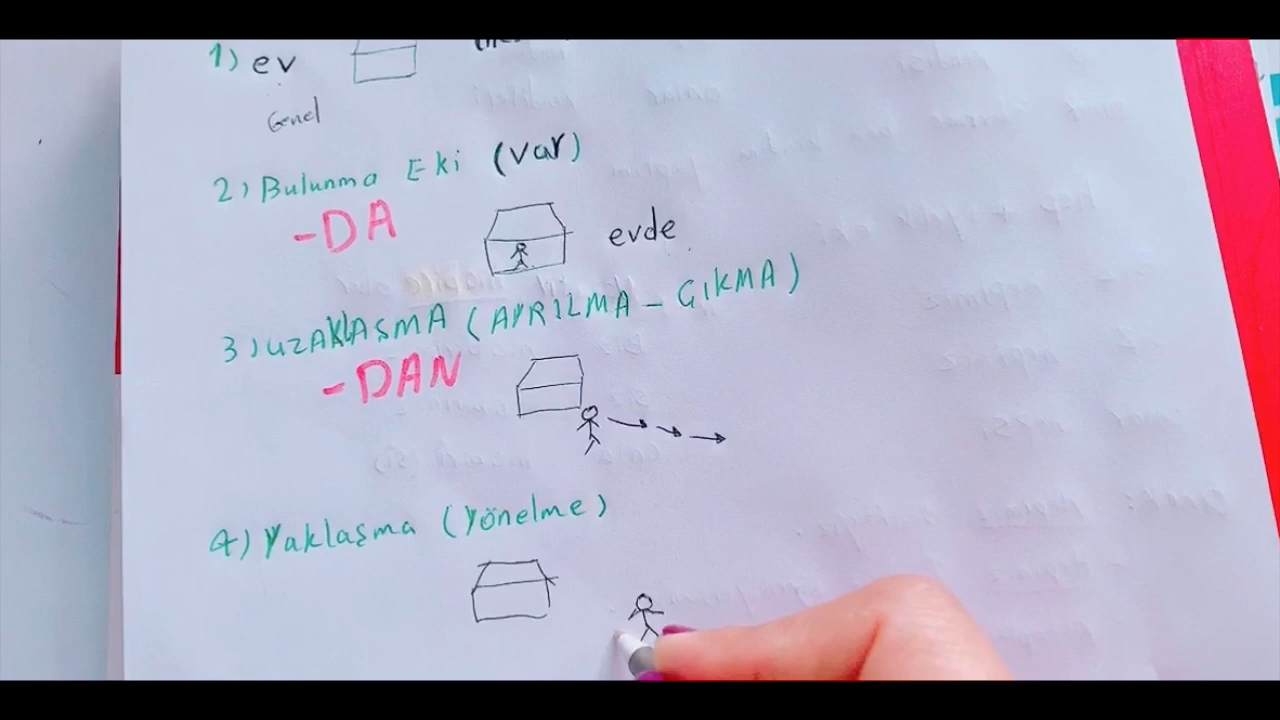 1) ev
Genel
2) Bulunma Eki (var)
-DA
evde
3) UZAKLAŞMA (AYRILMA - ÇIKMA)
-DAN
4) Yaklaşma (Yönelme)